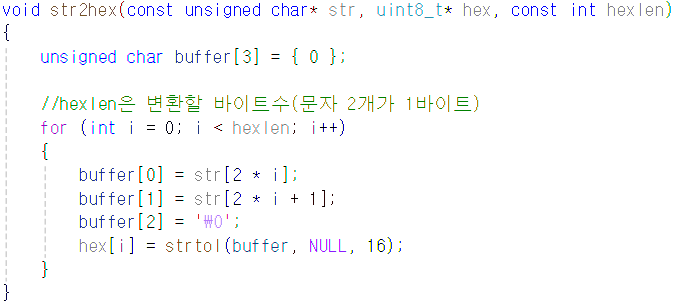 void str2hex(const unsigned char* str, uint8_t* hex, const int hexlen)
{
    unsigned char buffer[3] = { 0 };

    //hexlen은 변환할 바이트수(문자 2개가 1바이트)
    for (int i = 0; i < hexlen; i++)
    {
        buffer[0] = str[2 * i];
        buffer[1] = str[2 * i + 1];
        buffer[2] = '₩0';
        hex[i] = strtol(buffer, NULL, 16);
    }
}